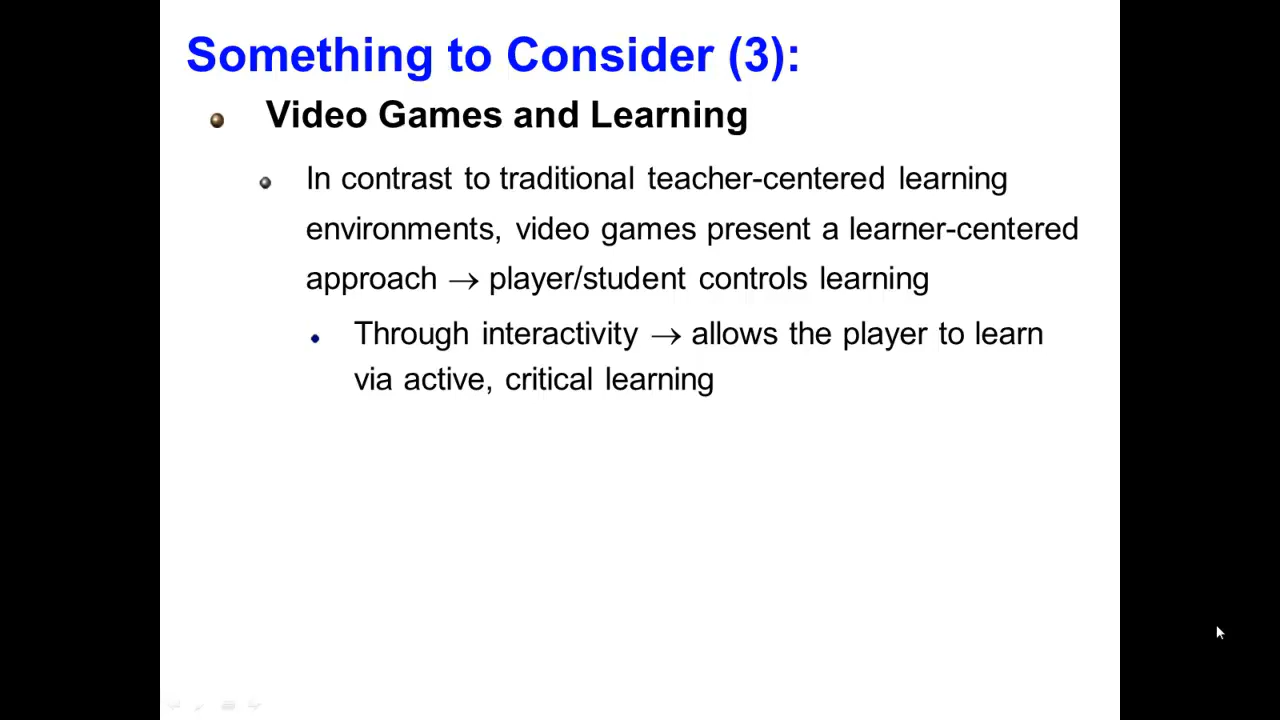 Something to Consider (3):
Video Games and Learning
In contrast to traditional teacher-centered learning
environments, video games present a learner-centered
approach → player/student controls learning
Through interactivity → allows the player to learn
via active, critical learning